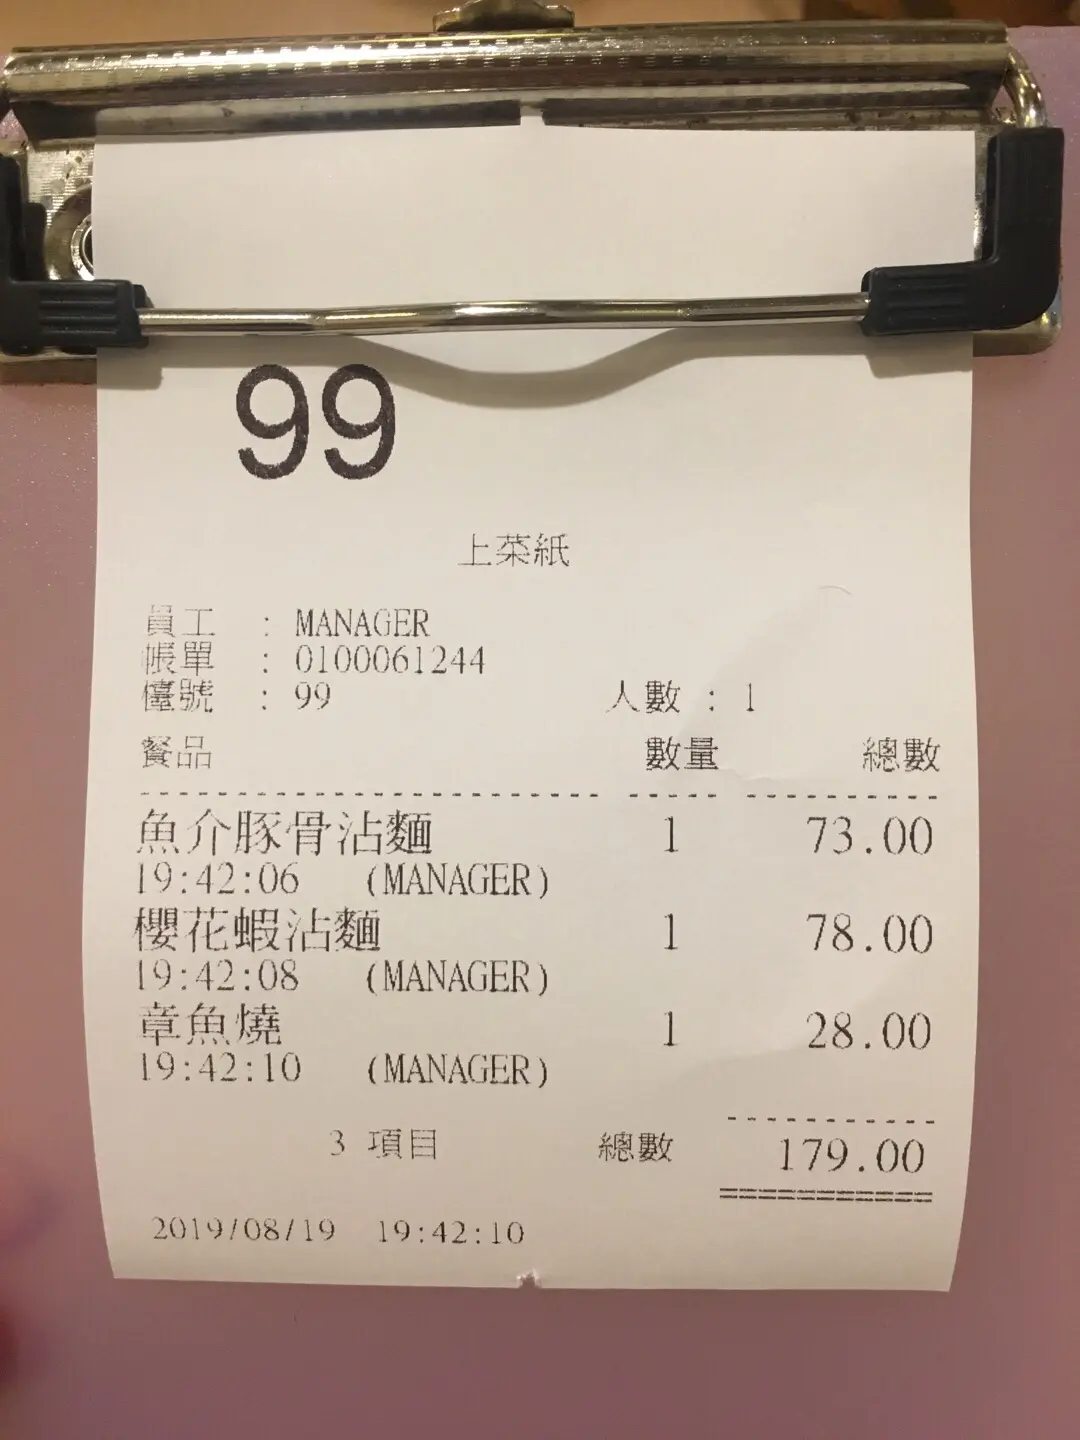 99
上菜紙
員工 : MANAGER
帳單 : 0100061244
檯號 : 99 人數 : 1
餐品 數量 總數
魚介豚骨沾麵 1 73.00
19:42:06 (MANAGER)
櫻花蝦沾麵 1 78.00
19:42:08 (MANAGER)
章魚燒 1 28.00
19:42:10 (MANAGER)
3 項目 總數 179.00
2019/08/19 19:42:10